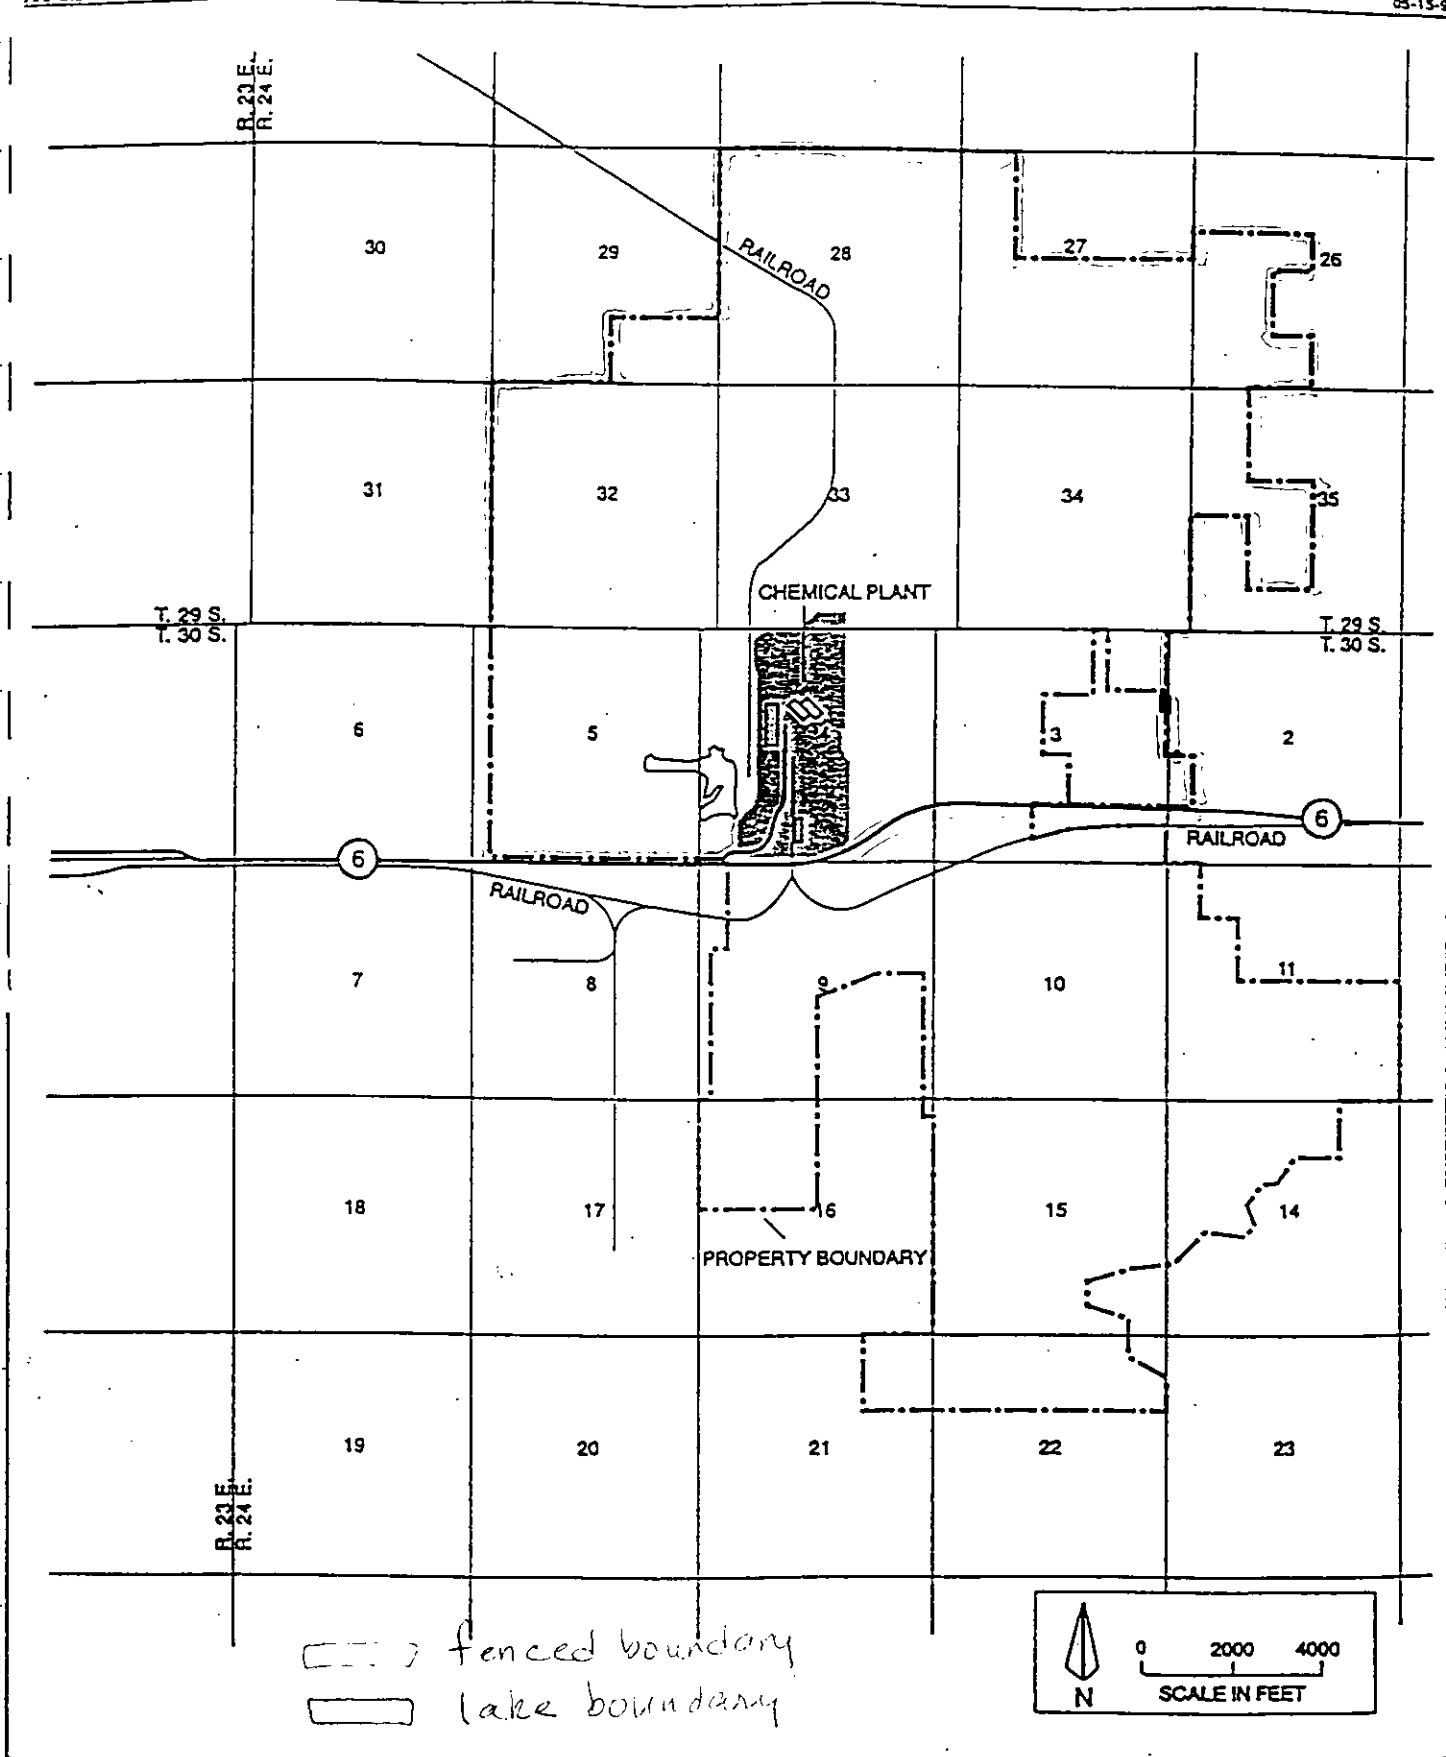 R. 23 E.
R. 24 E.
30
29
RAILROAD
28
27
26
31
32
33
34
35
CHEMICAL PLANT
T. 29 S.
T. 30 S.
T. 29 S.
T. 30 S.
6
5
3
2
6
6
RAILROAD
RAILROAD
7
8
9
10
11
18
17
16
15
14
PROPERTY BOUNDARY
19
20
21
22
23
R. 23 E.
R. 24 E.
fenced boundary
lake boundary
0 2000 4000
N
SCALE IN FEET